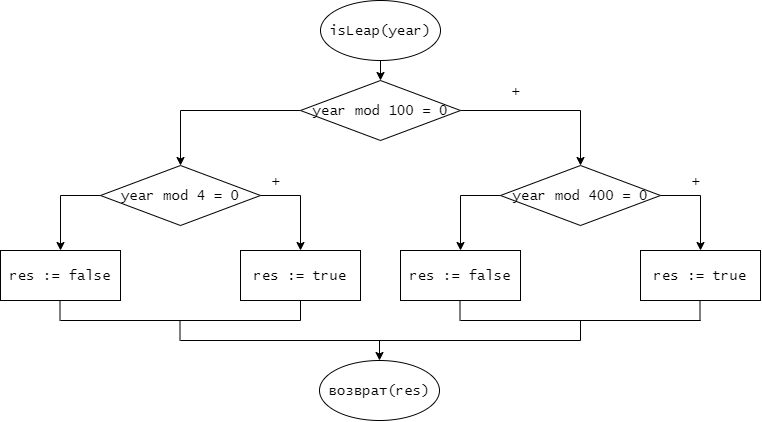 isLeap(year)
+
year mod 100 = 0
+
+
year mod 4 = 0
year mod 400 = 0
res := false
res := true
res := false
res := true
возврат(res)